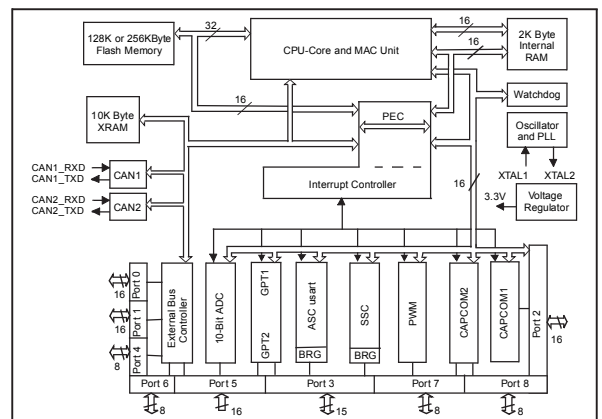 128K or 256KByte
Flash Memory
32
CPU-Core and MAC Unit
16
16
2K Byte
Internal
RAM
16
Watchdog
10K Byte
XRAM
PEC
Oscillator
and PLL
CAN1_RXD
CAN1_TXD
CAN1
Interrupt Controller
16
XTAL1
XTAL2
CAN2_RXD
CAN2_TXD
CAN2
3.3V
Voltage
Regulator
Port 0
16
Port 1
16
Port 4
8
External Bus
Controller
10-Bit ADC
GPT1
GPT2
ASC usart
BRG
SSC
BRG
PWM
CAPCOM2
CAPCOM1
Port 2
16
Port 6
Port 5
Port 3
Port 7
Port 8
8
16
15
8
8